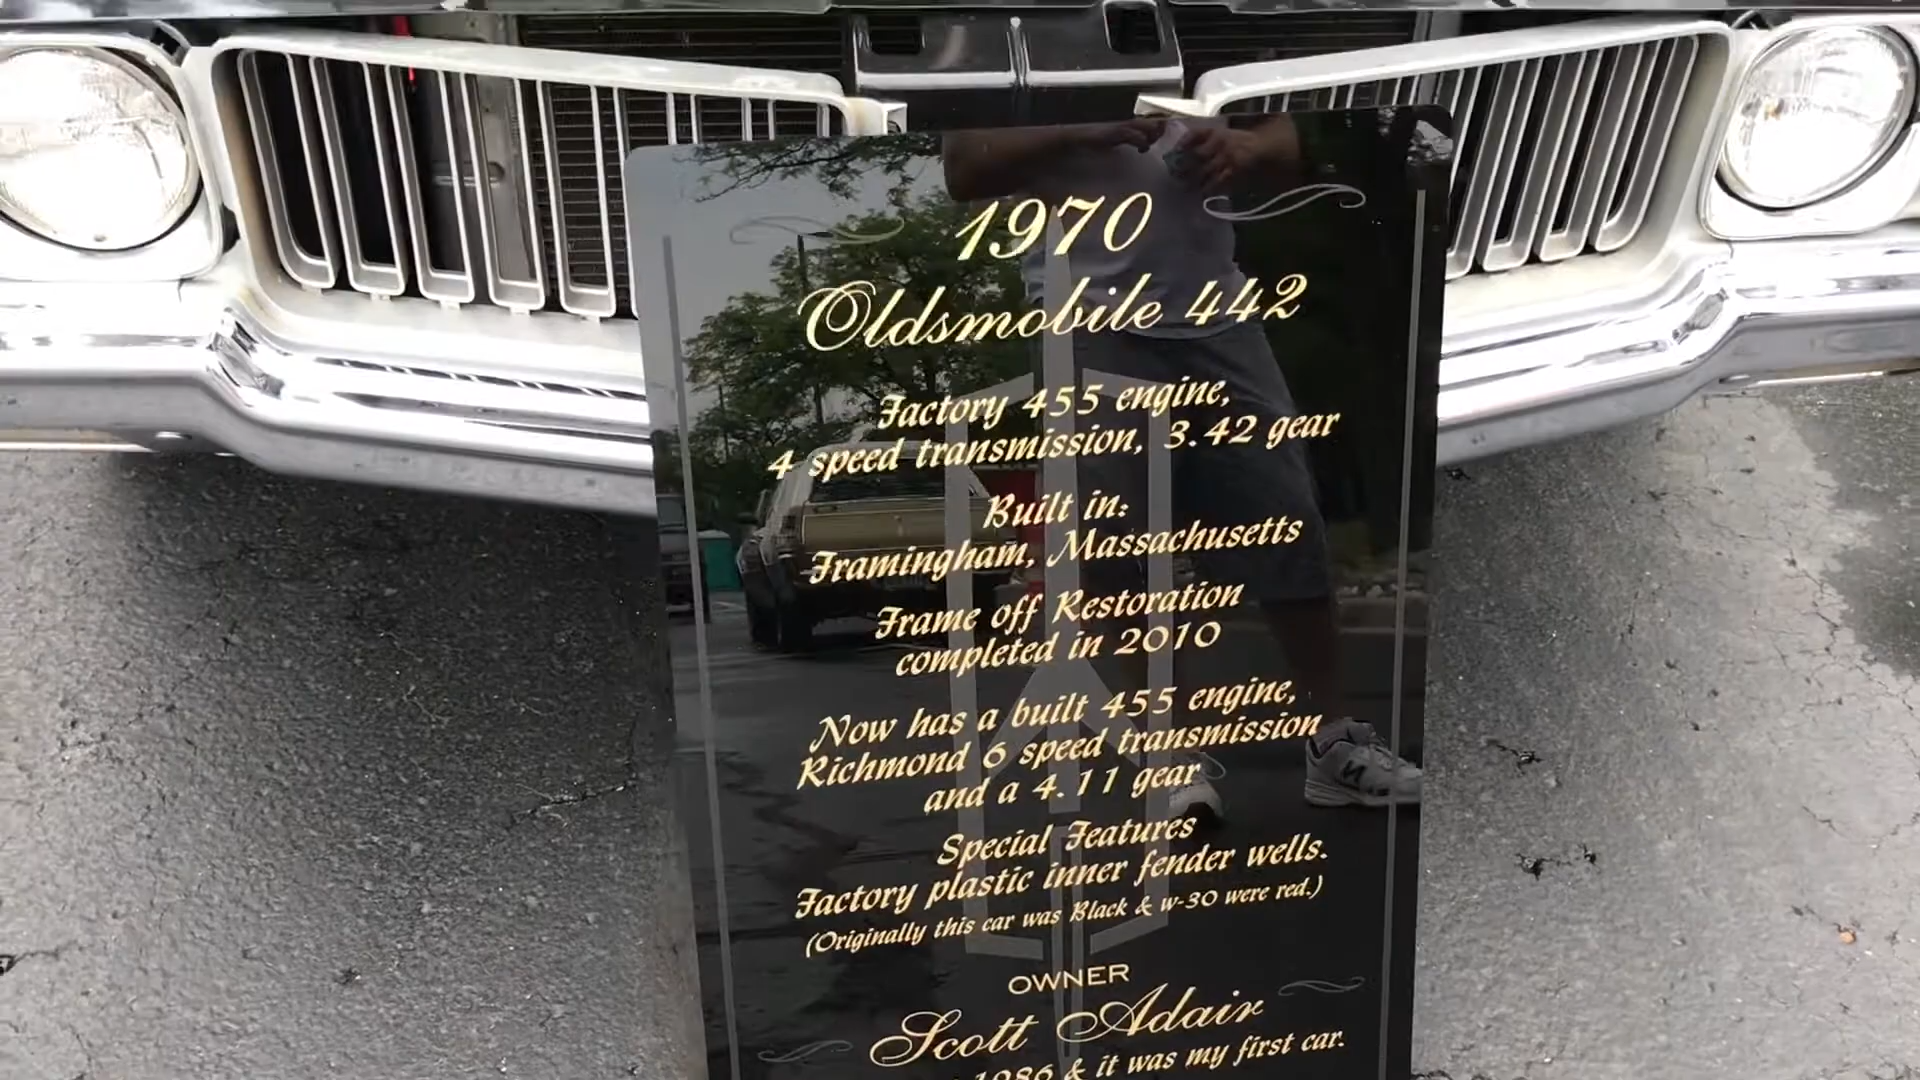 1970
Oldsmobile 442
Factory 455 engine,
4 speed transmission, 3.42 gear
Built in:
Framingham, Massachusetts
Frame off Restoration
completed in 2010
Now has a built 455 engine,
Richmond 6 speed transmission
and a 4.11 gear
Special Features
Factory plastic inner fender wells.
(Originally this car was Black & w-30 were red.)
OWNER
Scott Adair
1986 & it was my first car.
N